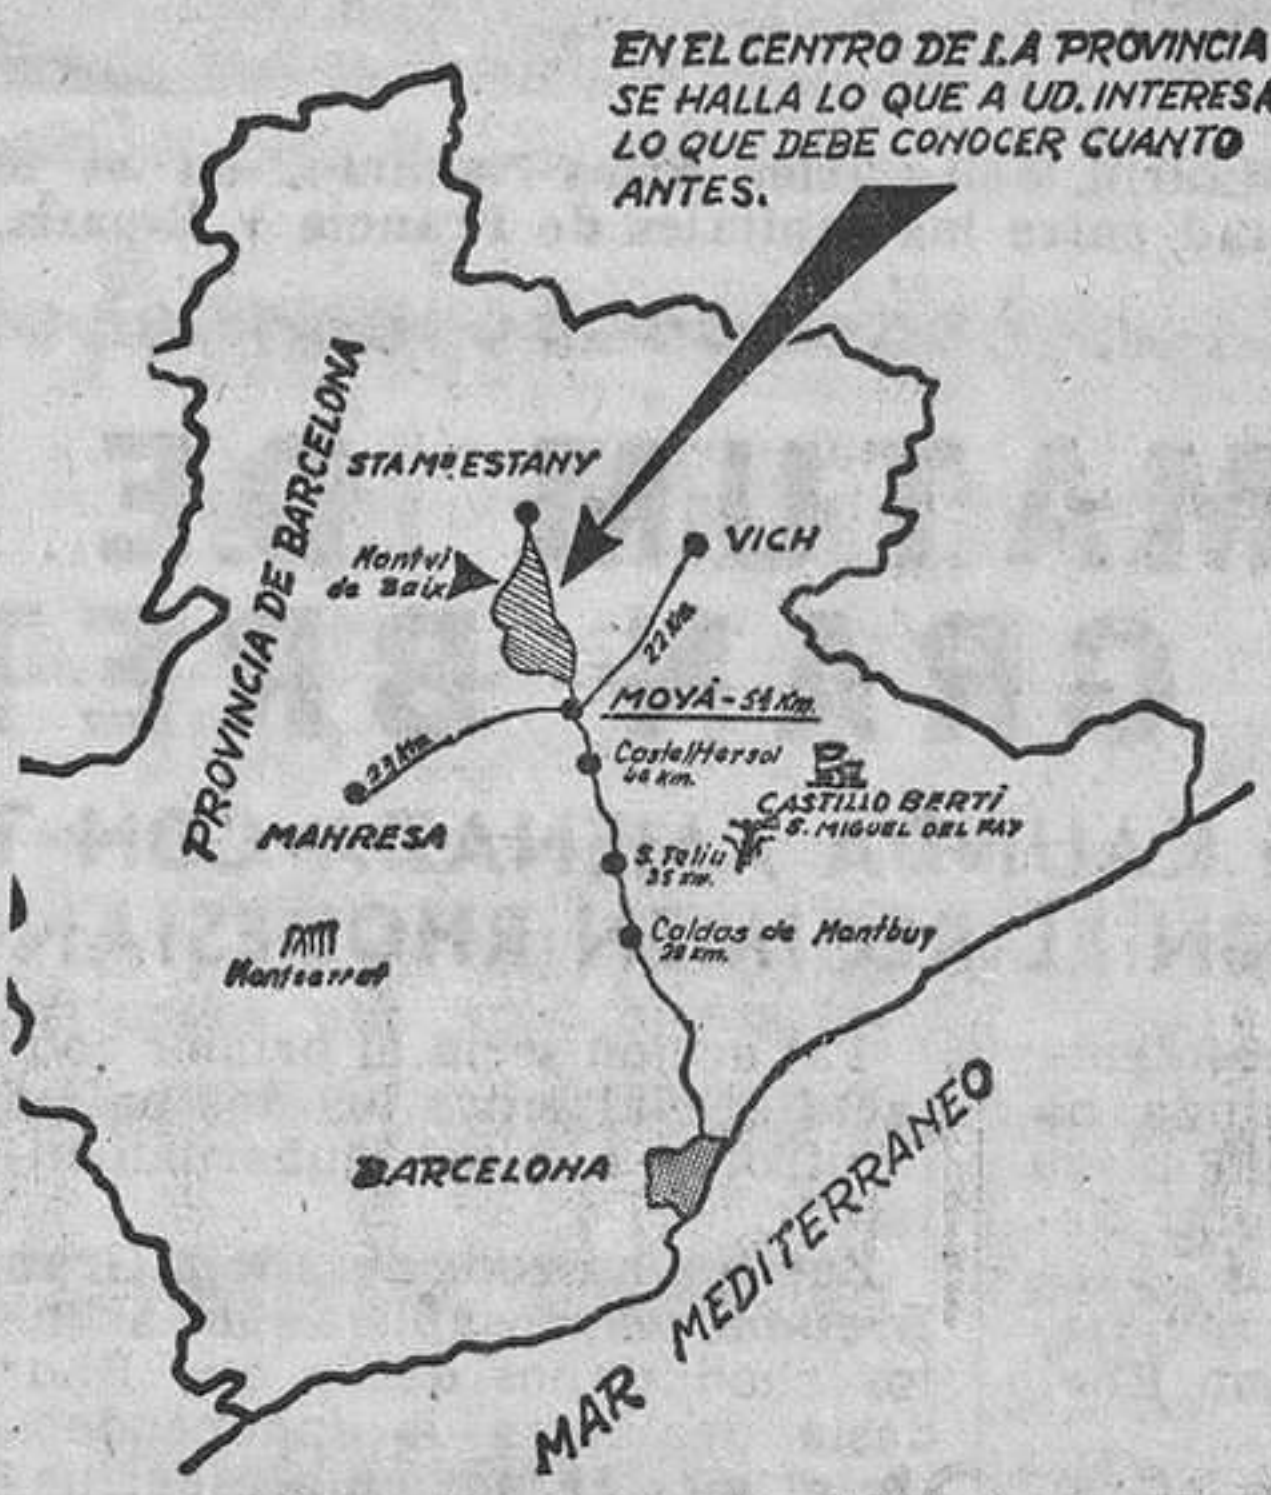 EN EL CENTRO DE LA PROVINCIA
SE HALLA LO QUE A UD. INTERESA
LO QUE DEBE CONOCER CUANTO
ANTES.
PROVINCIA DE BARCELONA
STA Mª. ESTANY
Montvi
de Baix
VICH
22 Km
MOYÁ - 54 Km.
23 Km
MANRESA
Castelltersol
46 Km.
CASTILLO BERTÍ
S. MIGUEL DEL FAY
S. Feliu
35 Km.
Caldas de Montbuy
28 Km.
Montserrat
BARCELONA
MAR MEDITERRANEO